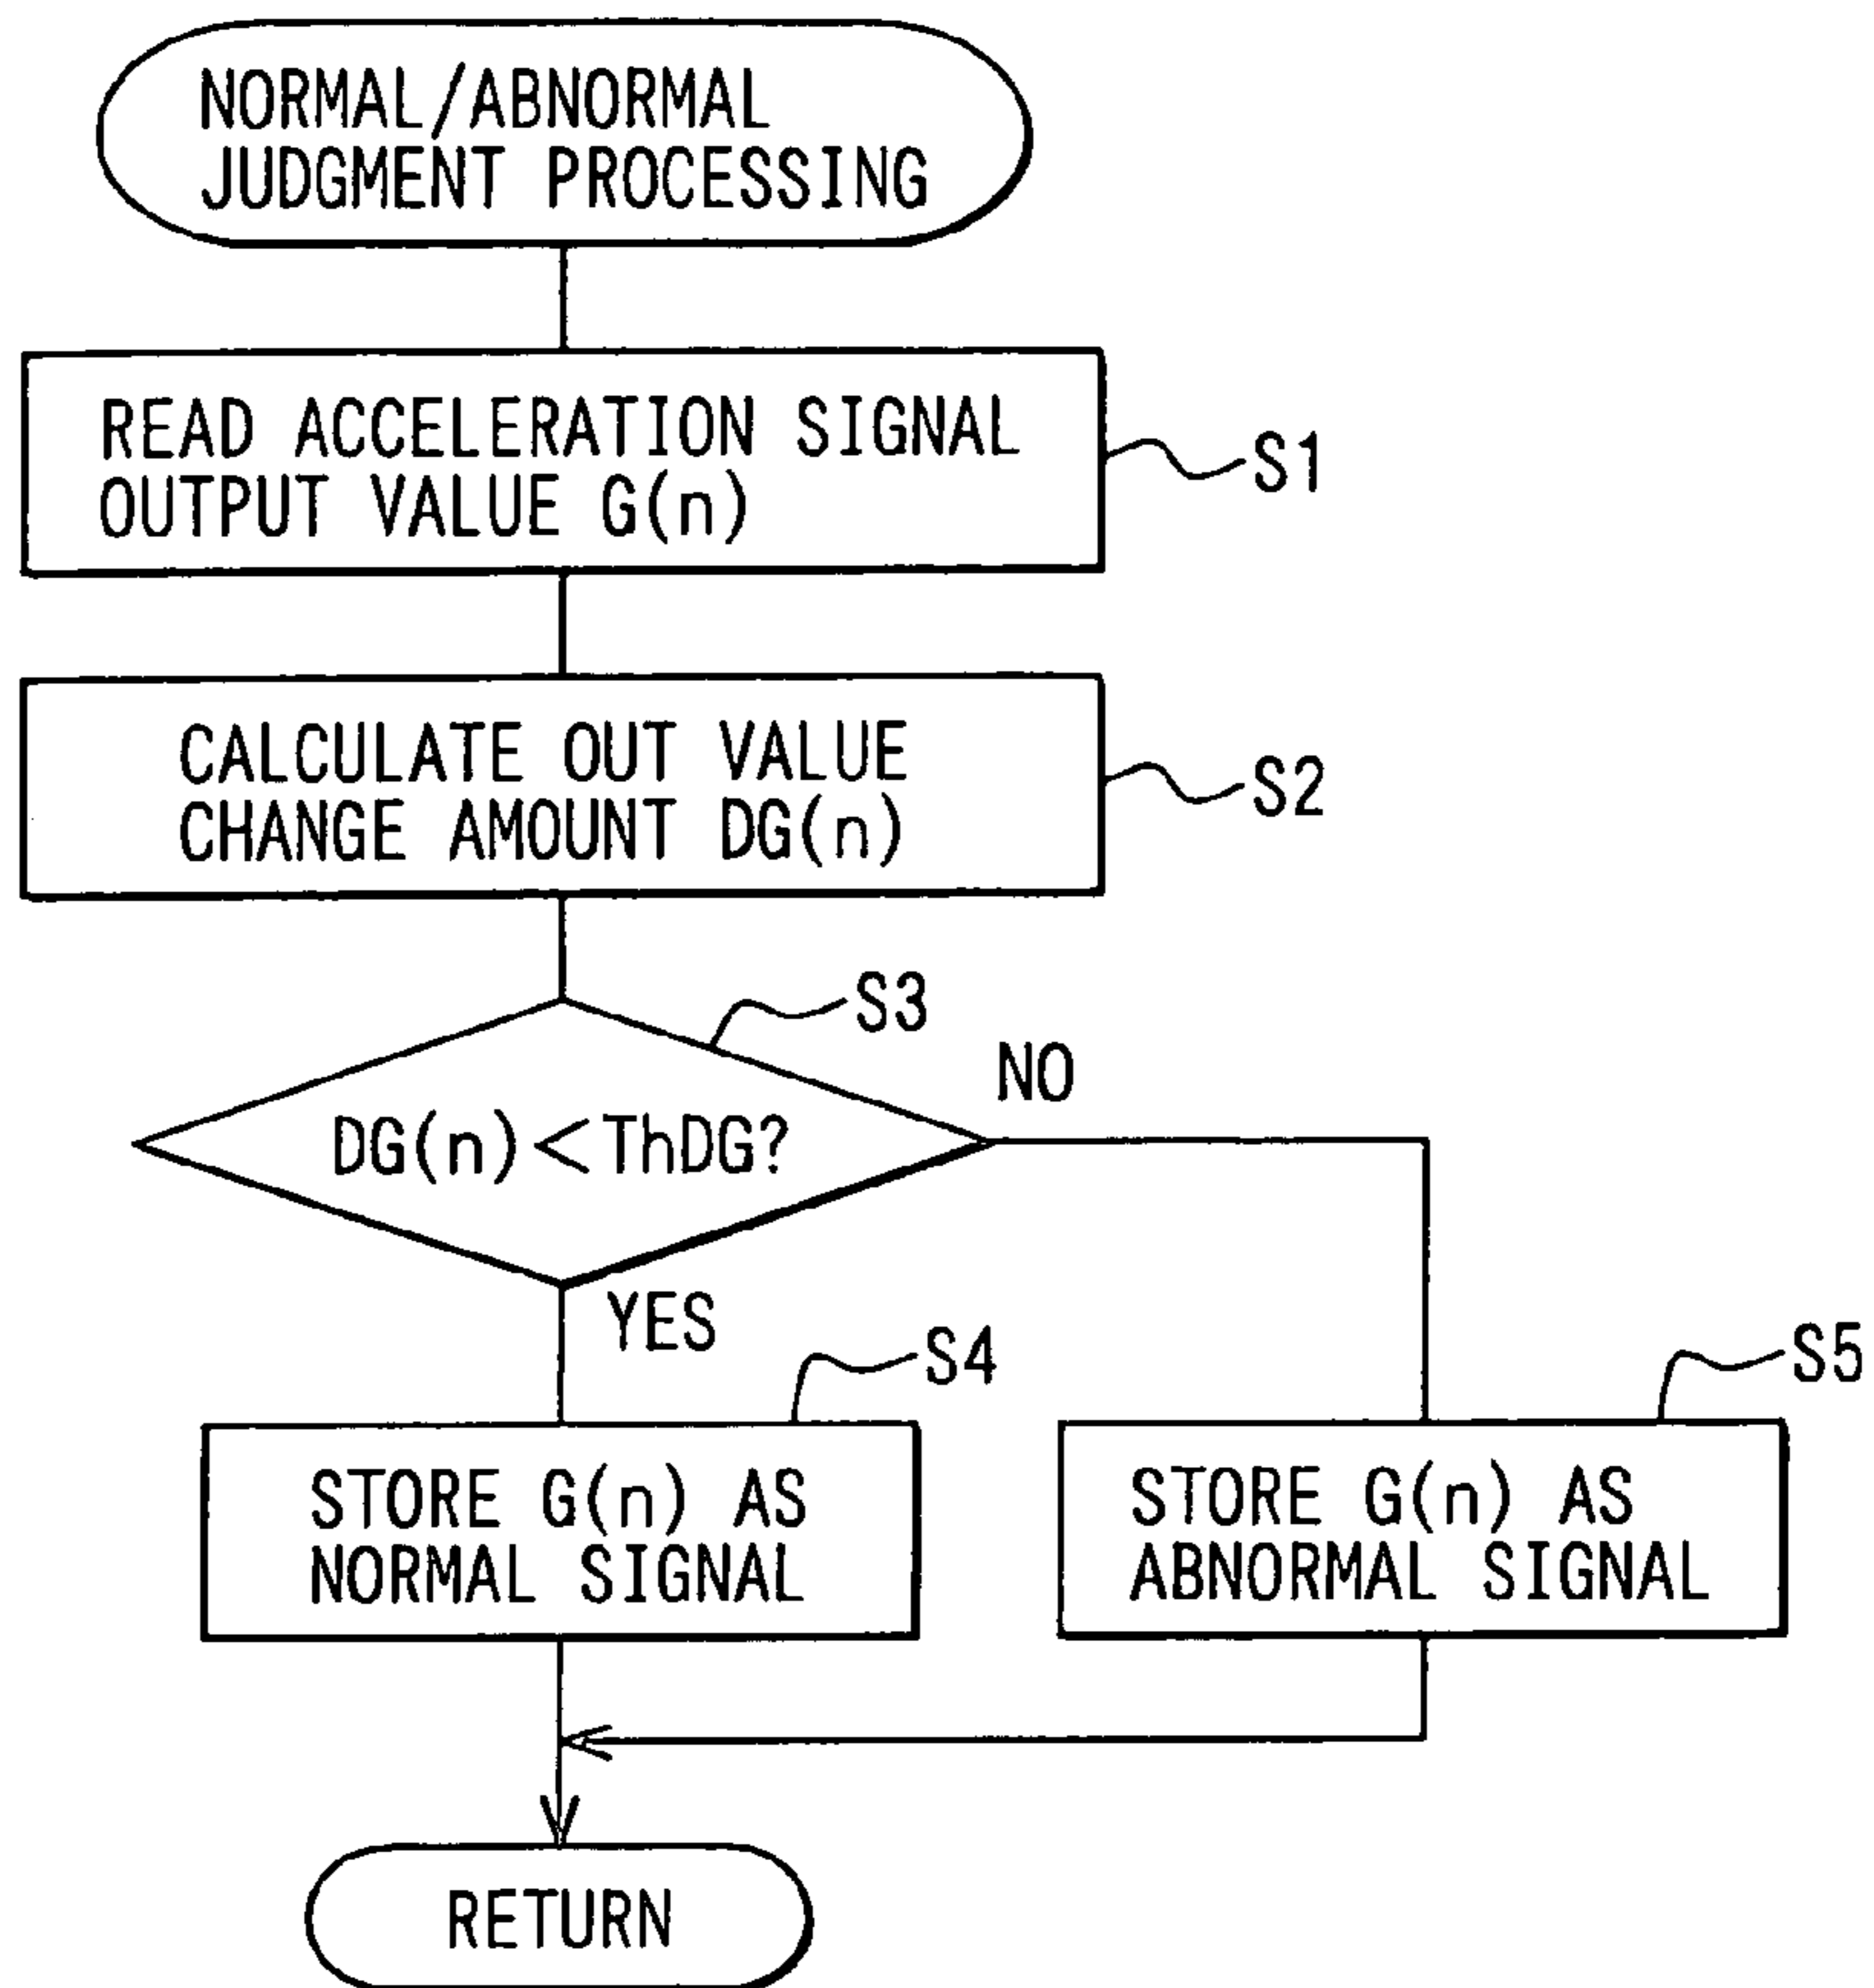 NORMAL/ABNORMAL
JUDGMENT PROCESSING
READ ACCELERATION SIGNAL
OUTPUT VALUE G(n)
S1
CALCULATE OUT VALUE
CHANGE AMOUNT DG(n)
S2
S3
NO
DG(n)<ThDG?
YES
S4
S5
STORE G(n) AS
NORMAL SIGNAL
STORE G(n) AS
ABNORMAL SIGNAL
RETURN